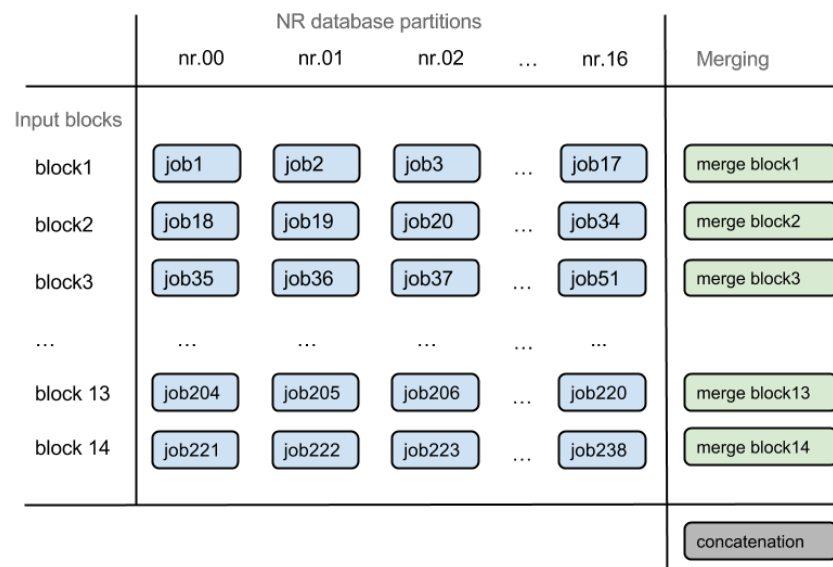 NR database partitions
nr.00 nr.01 nr.02 … nr.16 Merging
Input blocks
block1 job1 job2 job3 … job17 merge block1
block2 job18 job19 job20 … job34 merge block2
block3 job35 job36 job37 … job51 merge block3
… … … … … ...
block 13 job204 job205 job206 … job220 merge block13
block 14 job221 job222 job223 … job238 merge block14
concatenation